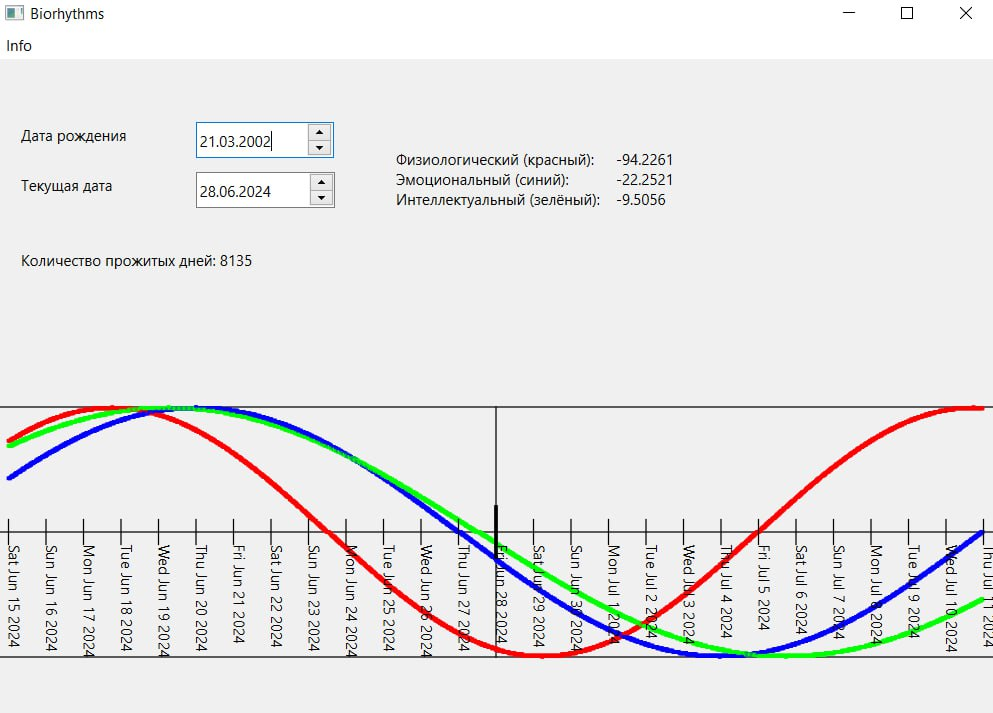 Biorhythms
Info
Дата рождения
21.03.2002
Текущая дата
28.06.2024
Физиологический (красный): -94.2261
Эмоциональный (синий): -22.2521
Интеллектуальный (зелёный): -9.5056
Количество прожитых дней: 8135
Sat Jun 15 2024
Sun Jun 16 2024
Mon Jun 17 2024
Tue Jun 18 2024
Wed Jun 19 2024
Thu Jun 20 2024
Fri Jun 21 2024
Sat Jun 22 2024
Sun Jun 23 2024
Mon Jun 24 2024
Tue Jun 25 2024
Wed Jun 26 2024
Thu Jun 27 2024
Fri Jun 28 2024
Sat Jun 29 2024
Sun Jun 30 2024
Mon Jul 1 2024
Tue Jul 2 2024
Wed Jul 3 2024
Thu Jul 4 2024
Fri Jul 5 2024
Sat Jul 6 2024
Sun Jul 7 2024
Mon Jul 8 2024
Tue Jul 9 2024
Wed Jul 10 2024
Thu Jul 11 2024